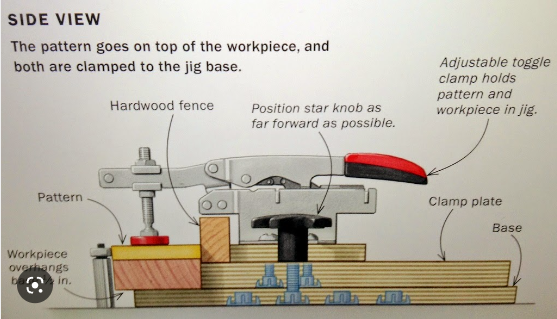 SIDE VIEW
The pattern goes on top of the workpiece, and
both are clamped to the jig base.
Adjustable toggle
clamp holds
pattern and
workpiece in jig.
Hardwood fence
Position star knob as
far forward as possible.
Pattern
Clamp plate
Base
Workpiece
overhangs
in.